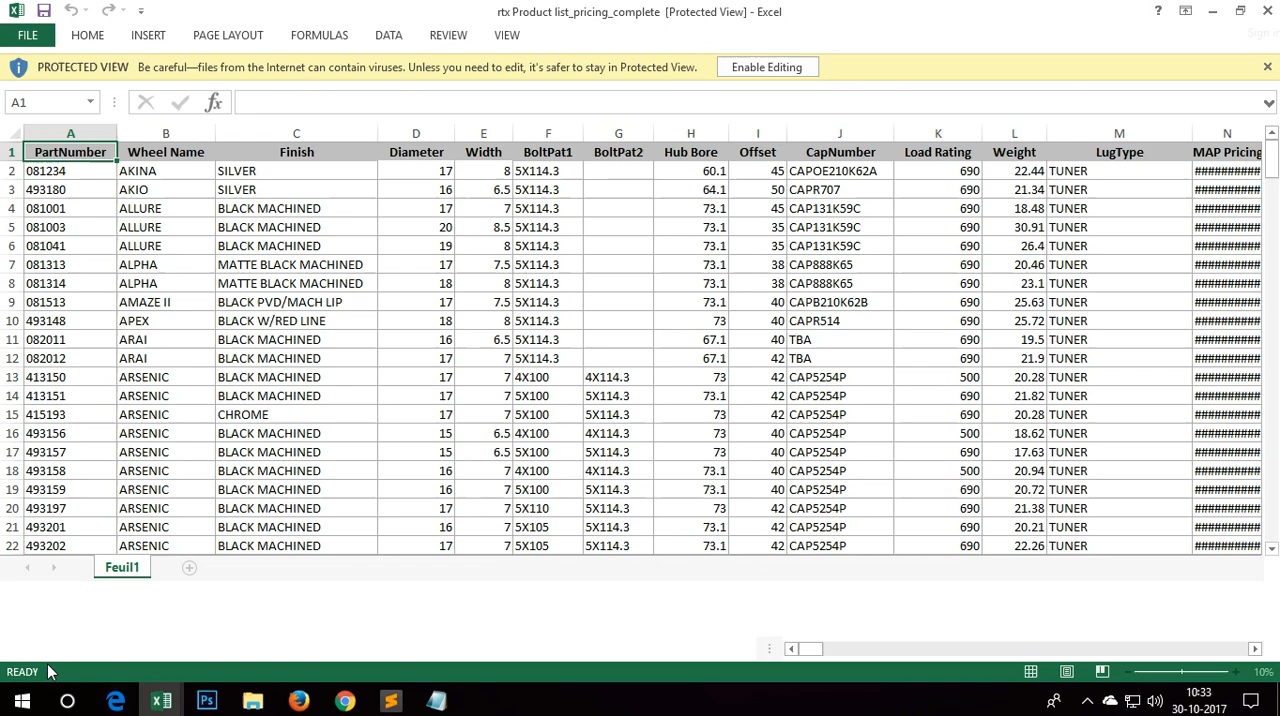 rtx Product list_pricing_complete [Protected View] - Excel
?
FILE HOME INSERT PAGE LAYOUT FORMULAS DATA REVIEW VIEW Sign in
PROTECTED VIEW Be careful—files from the Internet can contain viruses. Unless you need to edit, it's safer to stay in Protected View. Enable Editing
A1 fx
A B C D E F G H I J K L M N
1 PartNumber Wheel Name Finish Diameter Width BoltPat1 BoltPat2 Hub Bore Offset CapNumber Load Rating Weight LugType MAP Pricing
2 081234 AKINA SILVER 17 8 5X114.3 60.1 45 CAPOE210K62A 690 22.44 TUNER ##########
3 493180 AKIO SILVER 16 6.5 5X114.3 64.1 50 CAPR707 690 21.34 TUNER ##########
4 081001 ALLURE BLACK MACHINED 17 7 5X114.3 73.1 45 CAP131K59C 690 18.48 TUNER ##########
5 081003 ALLURE BLACK MACHINED 20 8.5 5X114.3 73.1 35 CAP131K59C 690 30.91 TUNER ##########
6 081041 ALLURE BLACK MACHINED 19 8 5X114.3 73.1 35 CAP131K59C 690 26.4 TUNER ##########
7 081313 ALPHA MATTE BLACK MACHINED 17 7.5 5X114.3 73.1 38 CAP888K65 690 20.46 TUNER ##########
8 081314 ALPHA MATTE BLACK MACHINED 18 8 5X114.3 73.1 38 CAP888K65 690 23.1 TUNER ##########
9 081513 AMAZE II BLACK PVD/MACH LIP 17 7.5 5X114.3 73.1 40 CAPB210K62B 690 25.63 TUNER ##########
10 493148 APEX BLACK W/RED LINE 18 8 5X114.3 73 40 CAPR514 690 25.72 TUNER ##########
11 082011 ARAI BLACK MACHINED 16 6.5 5X114.3 67.1 40 TBA 690 19.5 TUNER ##########
12 082012 ARAI BLACK MACHINED 17 7 5X114.3 67.1 42 TBA 690 21.9 TUNER ##########
13 413150 ARSENIC BLACK MACHINED 17 7 4X100 4X114.3 73 42 CAP5254P 500 20.28 TUNER ##########
14 413151 ARSENIC BLACK MACHINED 17 7 5X100 5X114.3 73 42 CAP5254P 690 21.82 TUNER ##########
15 415193 ARSENIC CHROME 17 7 5X100 5X114.3 73 42 CAP5254P 690 20.28 TUNER ##########
16 493156 ARSENIC BLACK MACHINED 15 6.5 4X100 4X114.3 73 40 CAP5254P 500 18.62 TUNER ##########
17 493157 ARSENIC BLACK MACHINED 15 6.5 5X100 5X114.3 73 40 CAP5254P 690 17.63 TUNER ##########
18 493158 ARSENIC BLACK MACHINED 16 7 4X100 4X114.3 73.1 40 CAP5254P 500 20.94 TUNER ##########
19 493159 ARSENIC BLACK MACHINED 16 7 5X100 5X114.3 73.1 40 CAP5254P 690 20.72 TUNER ##########
20 493197 ARSENIC BLACK MACHINED 17 7 5X110 5X114.3 73.1 42 CAP5254P 690 21.38 TUNER ##########
21 493201 ARSENIC BLACK MACHINED 16 7 5X105 5X114.3 73.1 42 CAP5254P 690 20.21 TUNER ##########
22 493202 ARSENIC BLACK MACHINED 17 7 5X105 5X114.3 73.1 42 CAP5254P 690 22.26 TUNER ##########
Feuil1
READY 10%
Ps 10:33
30-10-2017